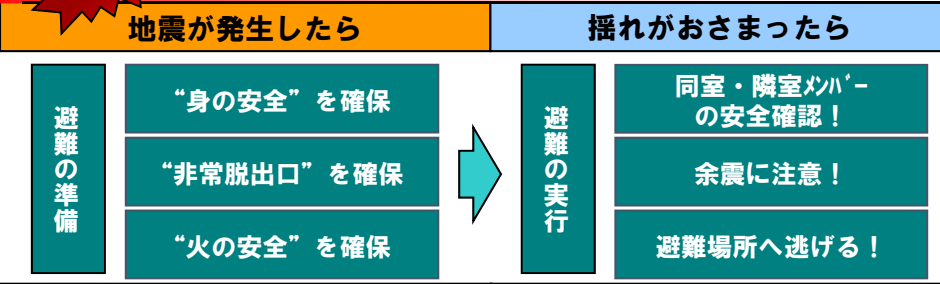 地震が発生したら
揺れがおさまったら
避難の準備
“身の安全”を確保
“非常脱出口”を確保
“火の安全”を確保
避難の実行
同室・隣室ﾒﾝﾊﾞｰ
の安全確認！
余震に注意！
避難場所へ逃げる！